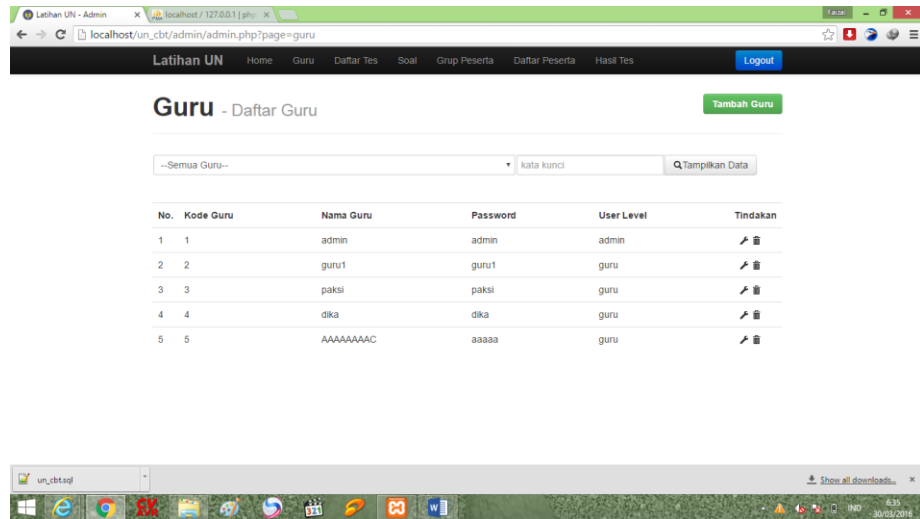 Latihan UN - Admin
localhost / 127.0.0.1 | php
Faizal
localhost/un_cbt/admin/admin.php?page=guru
Latihan UN Home Guru Daftar Tes Soal Grup Peserta Daftar Peserta Hasil Tes Logout
Guru - Daftar Guru
Tambah Guru
--Semua Guru-- kata kunci Tampilkan Data
No. Kode Guru Nama Guru Password User Level Tindakan
1 1 admin admin admin
2 2 guru1 guru1 guru
3 3 paksi paksi guru
4 4 dika dika guru
5 5 AAAAAAAAC aaaaa guru
un_cbt.sql
Show all downloads...
321
IND
6:35
30/03/2016